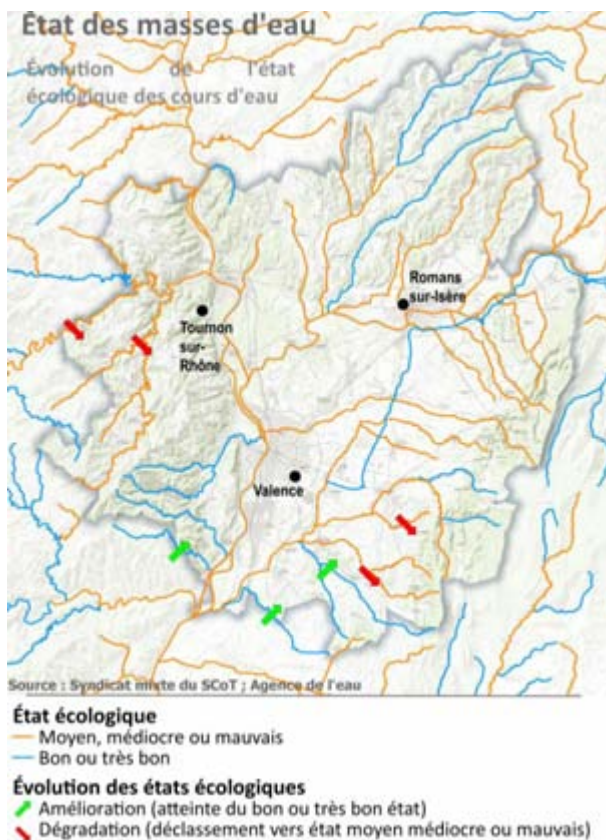 État des masses d'eau
Évolution de l'état
écologique des cours d'eau
Romans
sur-Isère
Tournon
sur-
Rhône
Valence
Source : Syndicat mixte du SCoT ; Agence de l'eau
État écologique
Moyen, médiocre ou mauvais
Bon ou très bon
Évolution des états écologiques
Amélioration (atteinte du bon ou très bon état)
Dégradation (déclassement vers état moyen médiocre ou mauvais)